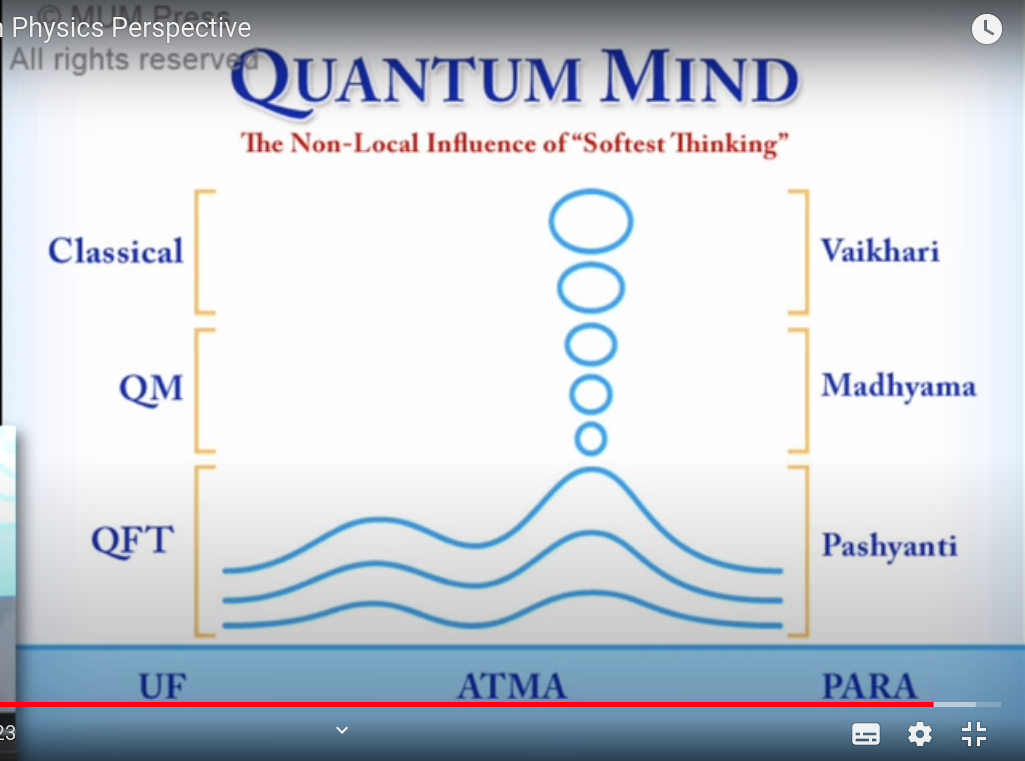 © MUM Press
Physics Perspective
All rights reserved
QUANTUM MIND
The Non-Local Influence of “Softest Thinking”
Classical
Vaikhari
QM
Madhyama
QFT
Pashyanti
UF ATMA PARA
23